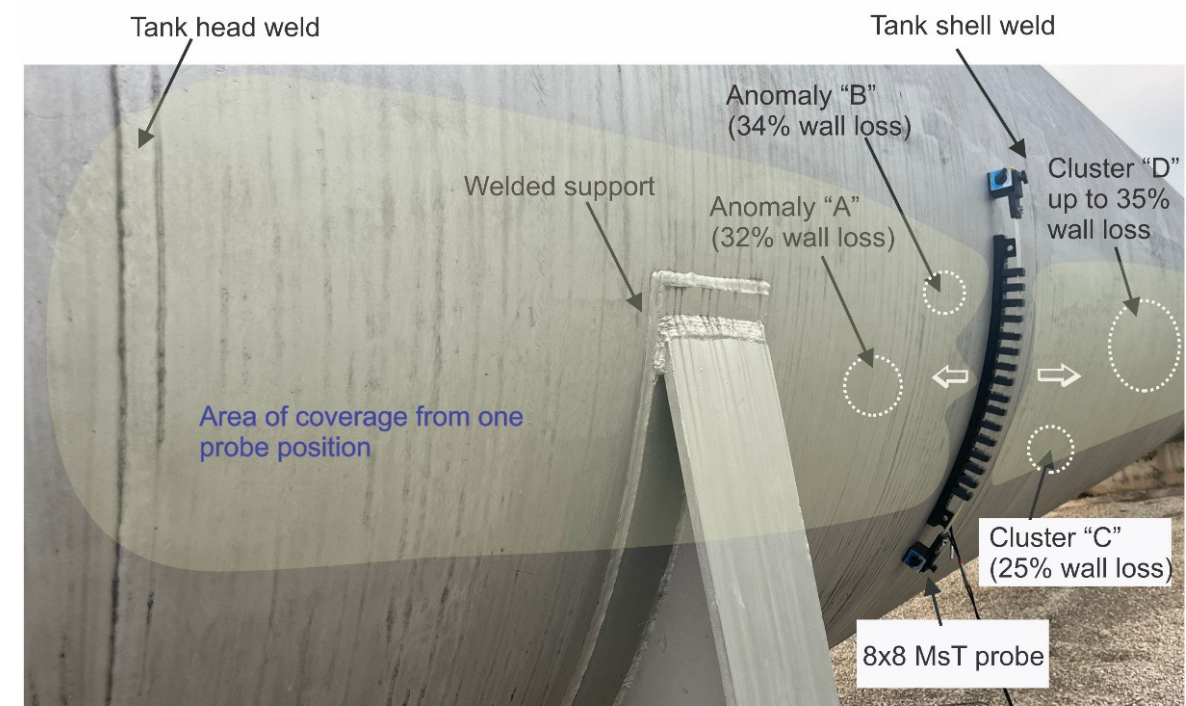 Tank head weld
Tank shell weld
Anomaly “B”
(34% wall loss)
Cluster “D”
up to 35%
wall loss
Welded support
Anomaly “A”
(32% wall loss)
Area of coverage from one
probe position
Cluster “C”
(25% wall loss)
8x8 MsT probe